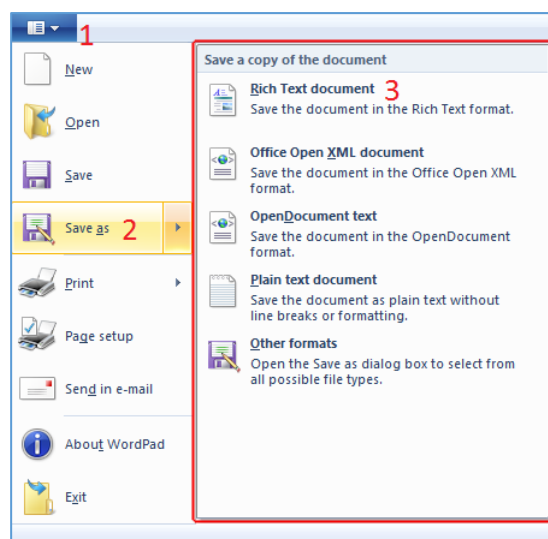 1
New
Open
Save
Save as 2
Print
Page setup
Send in e-mail
About WordPad
Exit
Save a copy of the document
Rich Text document 3
Save the document in the Rich Text format.
Office Open XML document
Save the document in the Office Open XML
format.
OpenDocument text
Save the document in the OpenDocument
format.
Plain text document
Save the document as plain text without
line breaks or formatting.
Other formats
Open the Save as dialog box to select from
all possible file types.